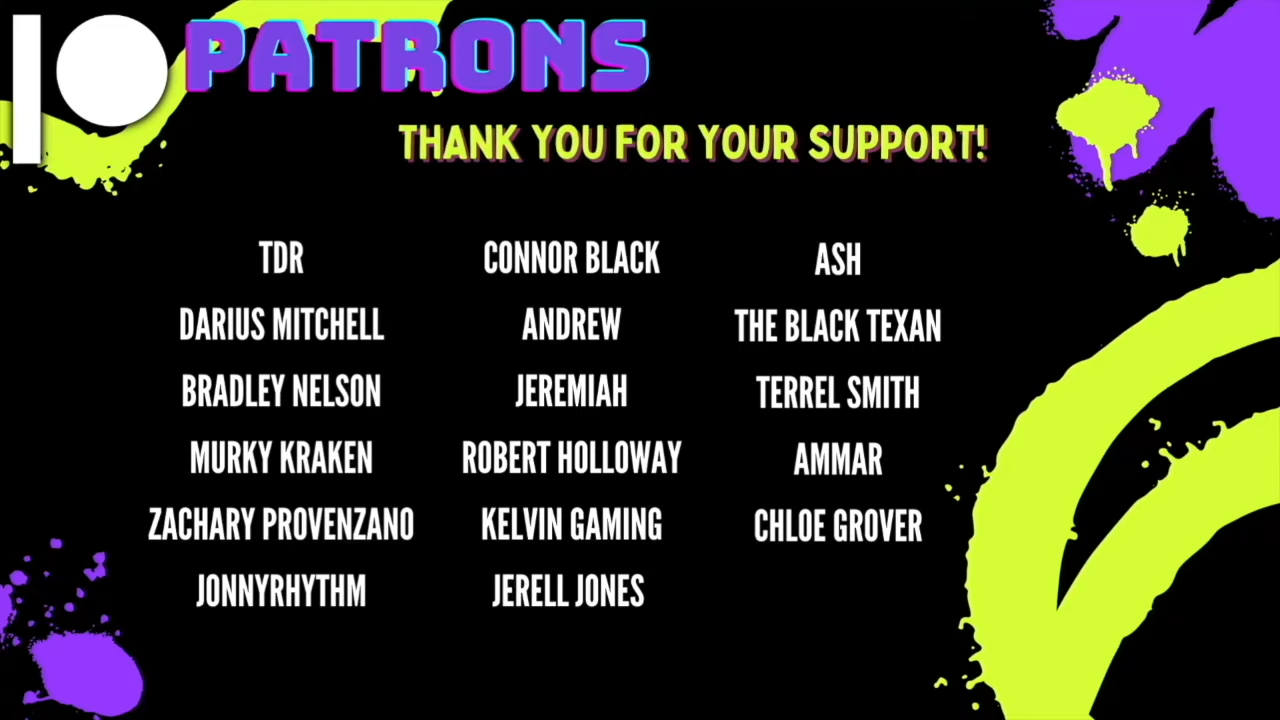 PATRONS
THANK YOU FOR YOUR SUPPORT!
TDR
DARIUS MITCHELL
BRADLEY NELSON
MURKY KRAKEN
ZACHARY PROVENZANO
JONNYRHYTHM
CONNOR BLACK
ANDREW
JEREMIAH
ROBERT HOLLOWAY
KELVIN GAMING
JERELL JONES
ASH
THE BLACK TEXAN
TERREL SMITH
AMMAR
CHLOE GROVER